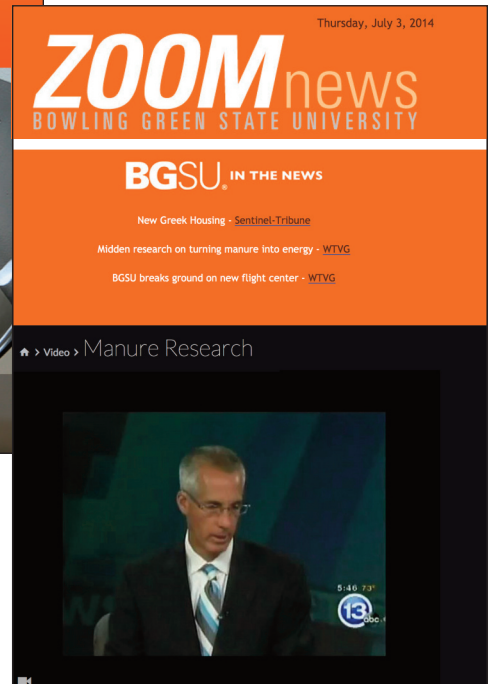 Thursday, July 3, 2014
ZOOMnews
BOWLING GREEN STATE UNIVERSITY
BGSU® IN THE NEWS
New Greek Housing - Sentinel-Tribune
Midden research on turning manure into energy - WTVG
BGSU breaks ground on new flight center - WTVG
> Video > Manure Research
5:46 73°
13 abc